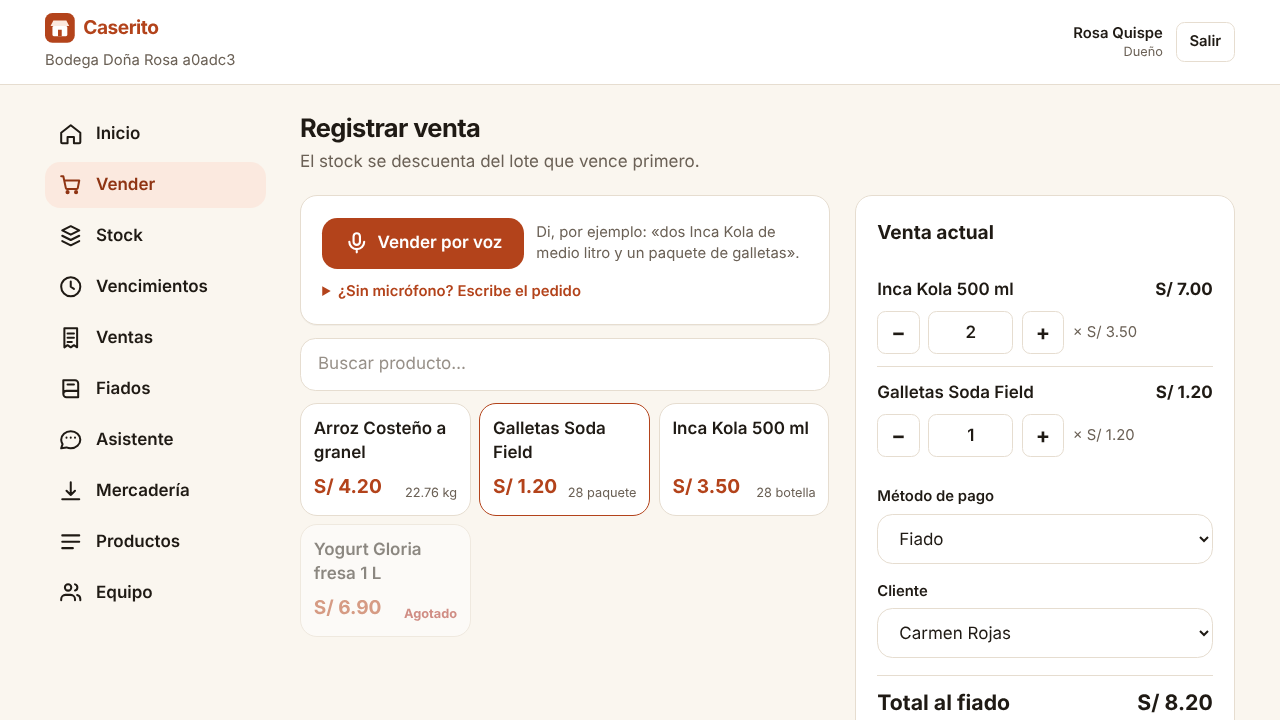 Caserito
Bodega Doña Rosa a0adc3
Rosa Quispe
Dueño
Salir
Inicio
Vender
Stock
Vencimientos
Ventas
Fiados
Asistente
Mercadería
Productos
Equipo
Registrar venta
El stock se descuenta del lote que vence primero.
Vender por voz
Di, por ejemplo: «dos Inca Kola de
medio litro y un paquete de galletas».
¿Sin micrófono? Escribe el pedido
Buscar producto...
Arroz Costeño a
granel
S/ 4.20
22.76 kg
Galletas Soda
Field
S/ 1.20
28 paquete
Inca Kola 500 ml
S/ 3.50
28 botella
Yogurt Gloria
fresa 1 L
S/ 6.90
Agotado
Venta actual
Inca Kola 500 ml
S/ 7.00
− 2 + × S/ 3.50
Galletas Soda Field
S/ 1.20
− 1 + × S/ 1.20
Método de pago
Fiado
Cliente
Carmen Rojas
Total al fiado
S/ 8.20